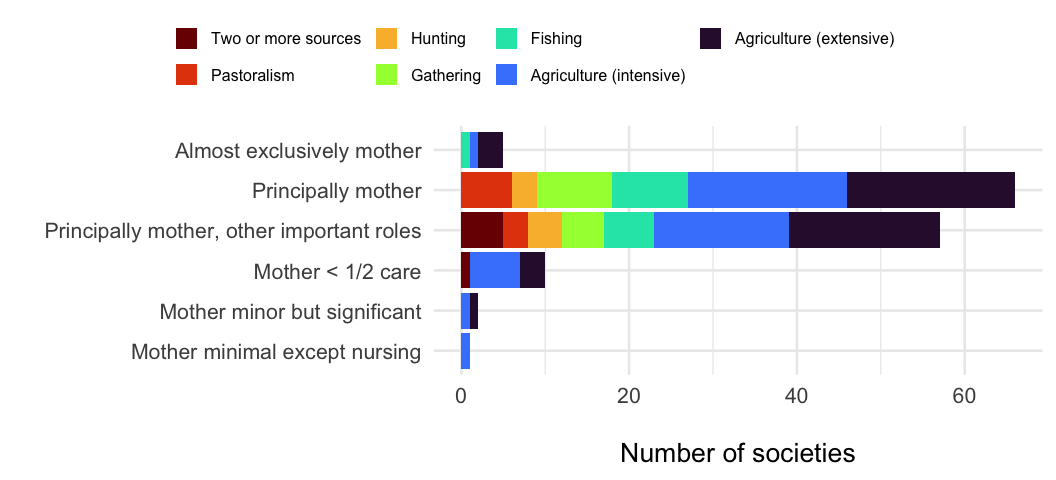 Two or more sources Hunting Fishing Agriculture (extensive)
Pastoralism Gathering Agriculture (intensive)
Almost exclusively mother
Principally mother
Principally mother, other important roles
Mother < 1/2 care
Mother minor but significant
Mother minimal except nursing
0 20 40 60
Number of societies